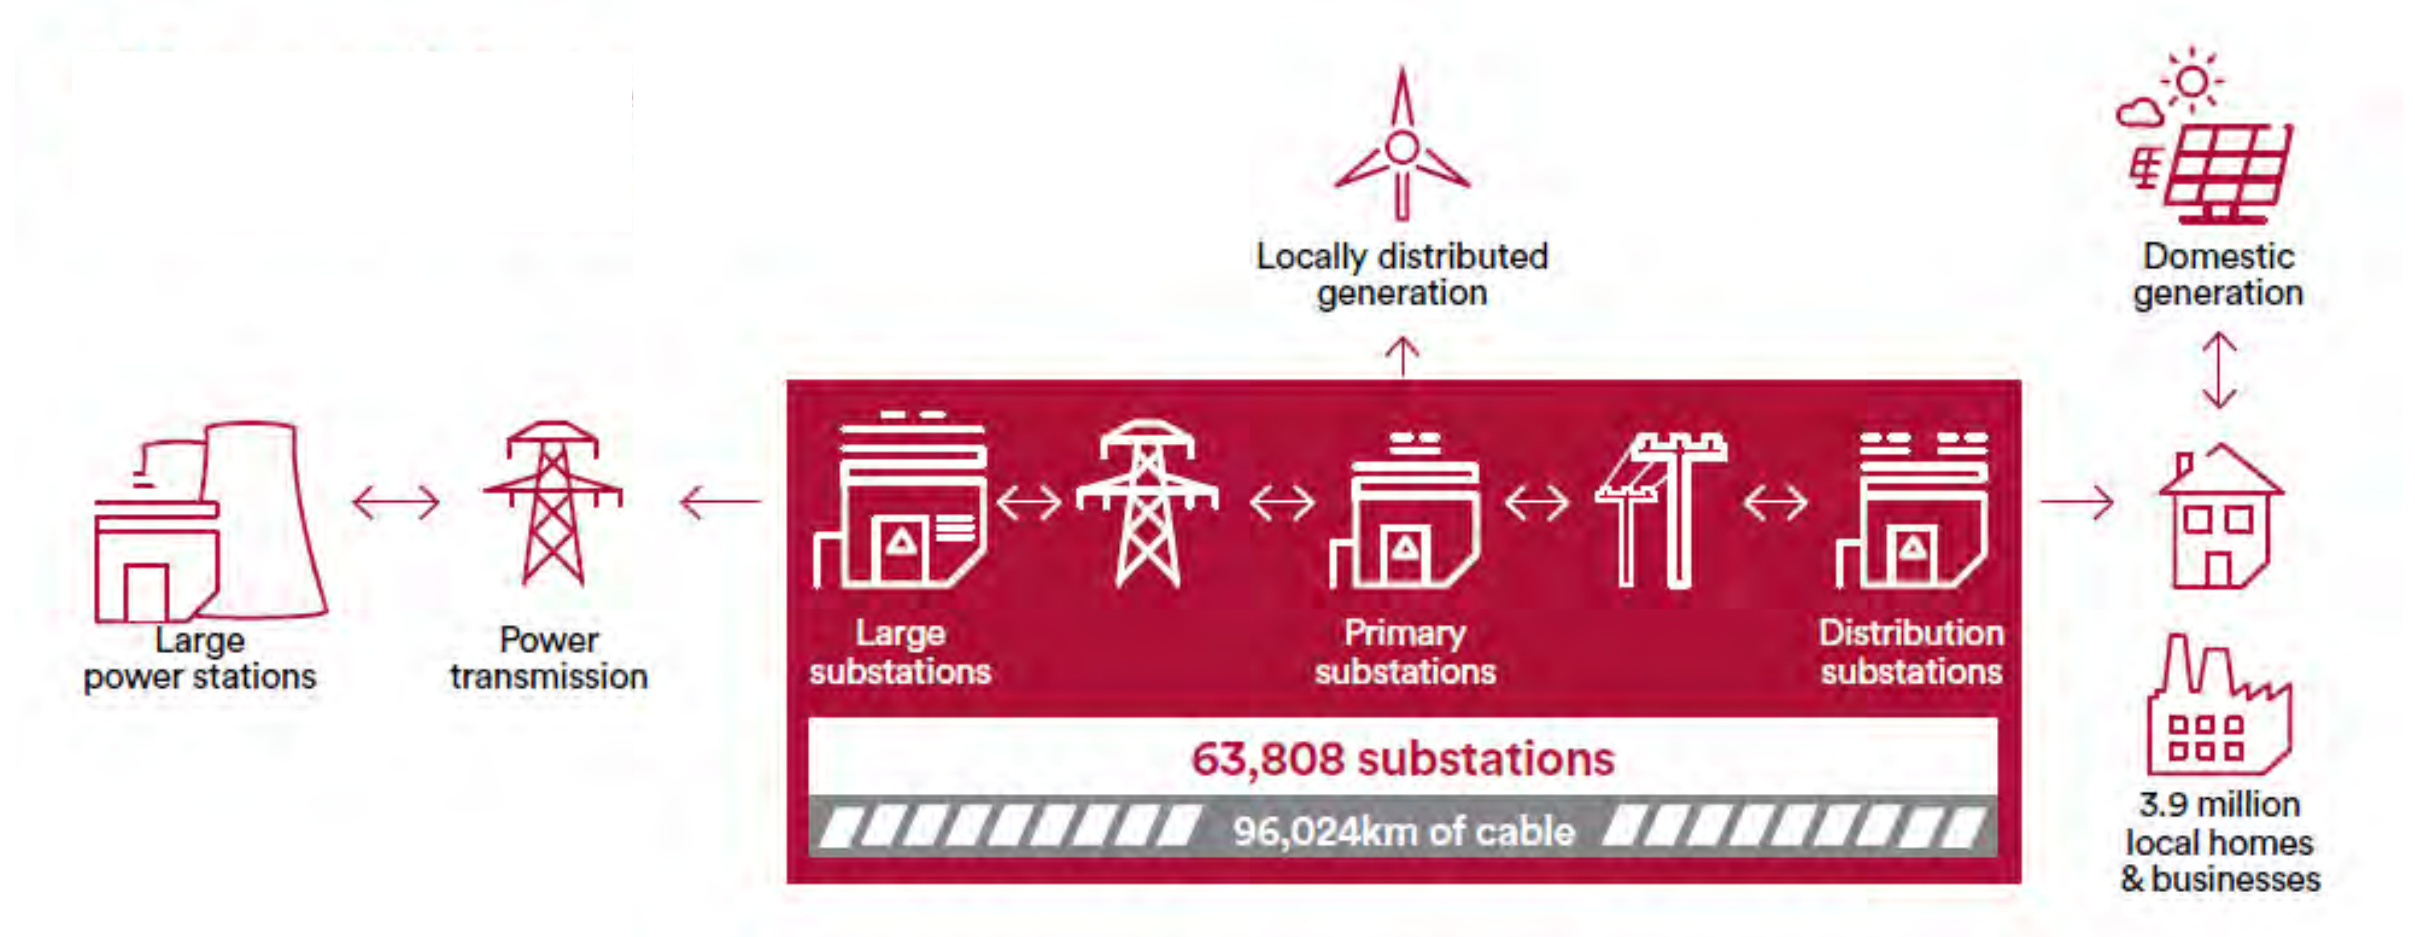 Locally distributed
generation
Domestic
generation
Large
power stations
Power
transmission
Large
substations
Primary
substations
Distribution
substations
63,808 substations
96,024km of cable
3.9 million
local homes
& businesses